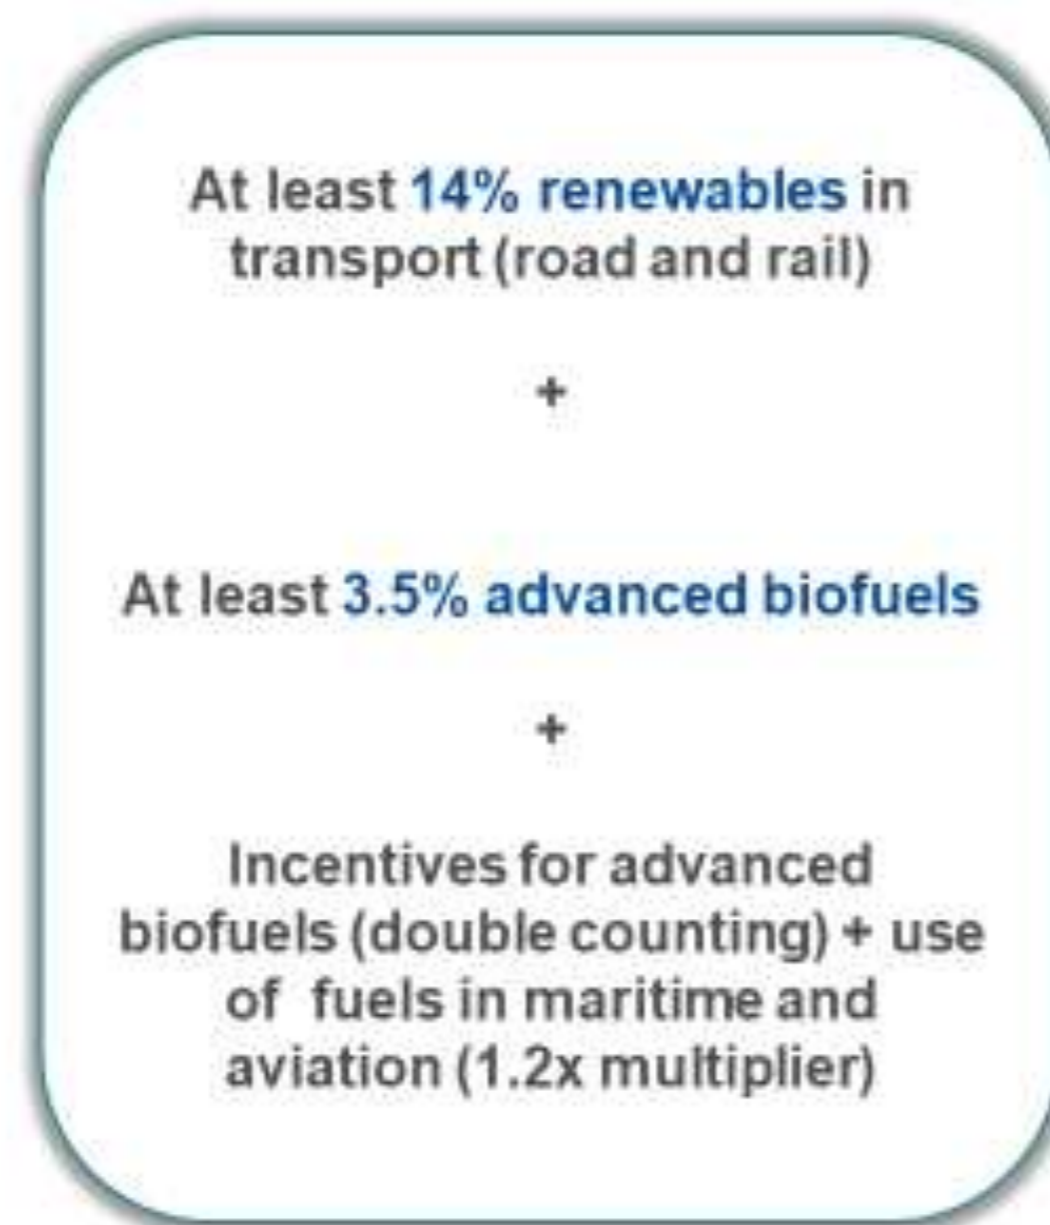 At least 14% renewables in
transport (road and rail)
+
At least 3.5% advanced biofuels
+
Incentives for advanced
biofuels (double counting) + use
of fuels in maritime and
aviation (1.2x multiplier)